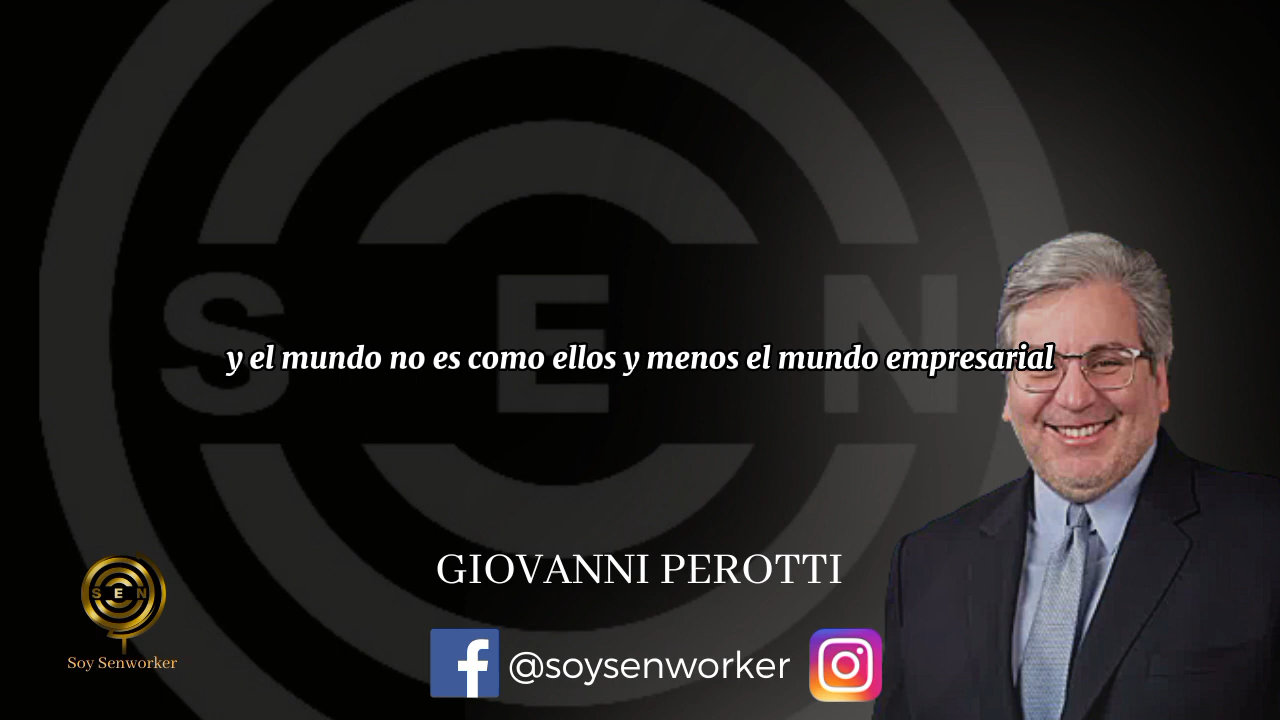 S E N
y el mundo no es como ellos y menos el mundo empresarial
GIOVANNI PEROTTI
S E N
Soy Senworker
@soysenworker